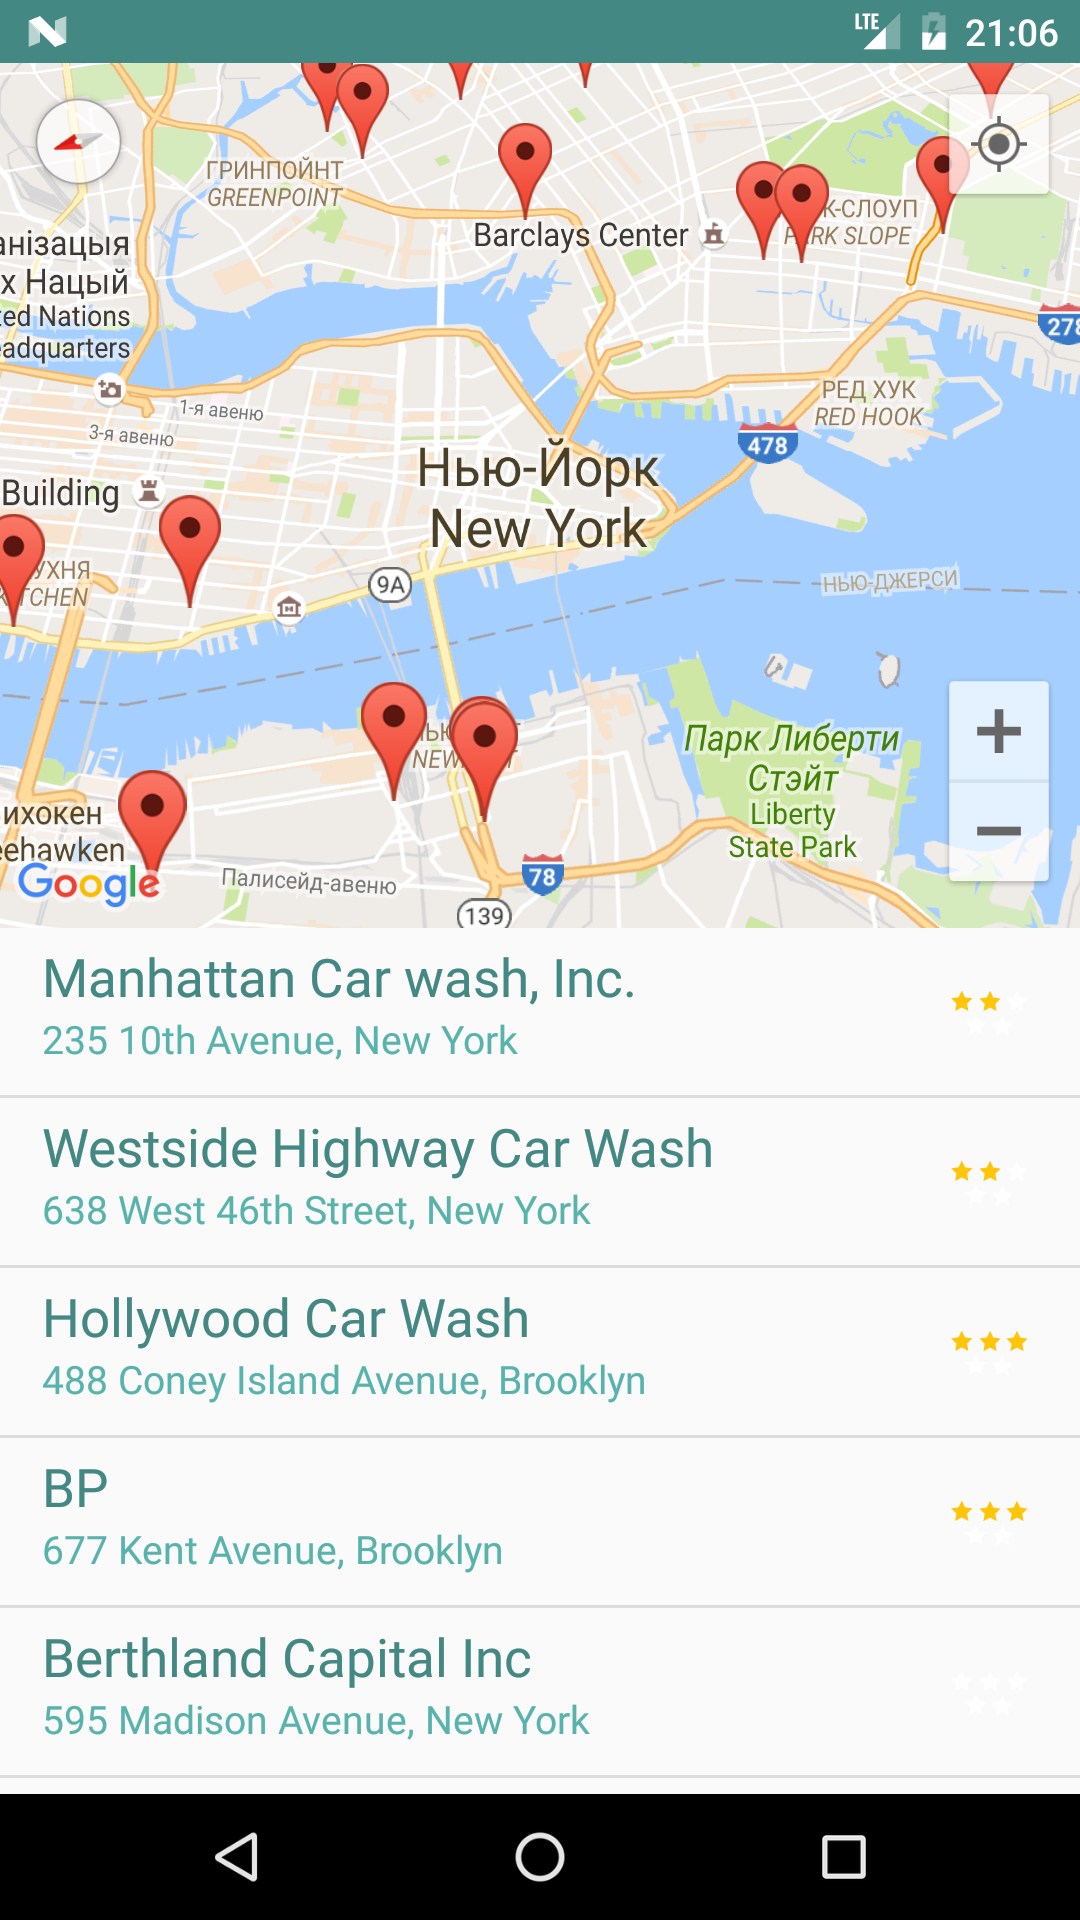 LTE
21:06
ГРИНПОЙНТ
GREENPOINT
Barclays Center
К-СЛОУП
PARK SLOPE
анізацыя
х Нацый
ted Nations
eadquarters
278
1-я авеню
3-я авеню
РЕД ХУК
RED HOOK
478
Нью-Йорк
New York
Building
УХНЯ
KITCHEN
9A
НЬЮ-ДЖЕРСИ
Парк Либерти
Стэйт
Liberty
State Park
ихокен
eehawken
Google
Палисейд-авеню
78
139
Manhattan Car wash, Inc.
235 10th Avenue, New York
Westside Highway Car Wash
638 West 46th Street, New York
Hollywood Car Wash
488 Coney Island Avenue, Brooklyn
BP
677 Kent Avenue, Brooklyn
Berthland Capital Inc
595 Madison Avenue, New York